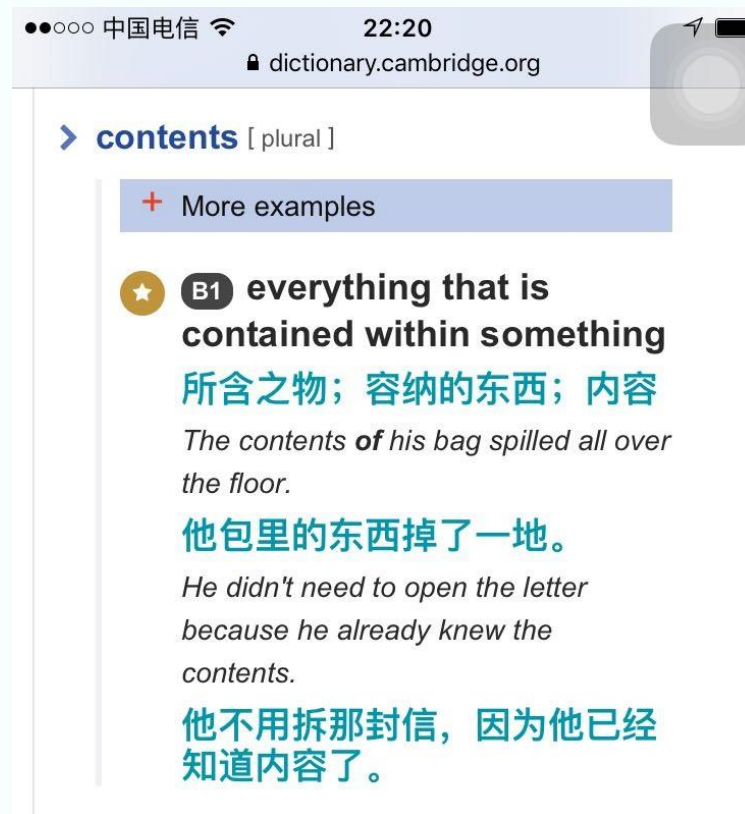 ●●○○○ 中国电信 22:20
dictionary.cambridge.org
contents [ plural ]
+ More examples
B1 everything that is
contained within something
所含之物；容纳的东西；内容
The contents of his bag spilled all over
the floor.
他包里的东西掉了一地。
He didn't need to open the letter
because he already knew the
contents.
他不用拆那封信，因为他已经
知道内容了。